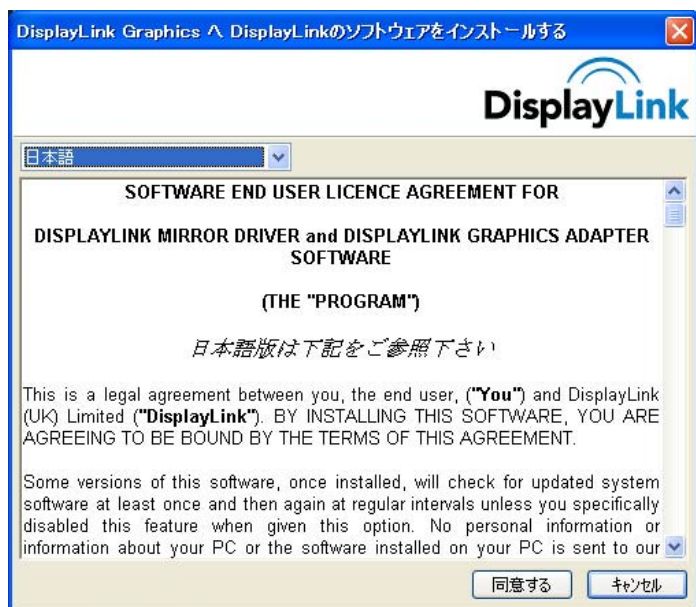 DisplayLink Graphics へ DisplayLinkのソフトウェアをインストールする
DisplayLink
日本語
SOFTWARE END USER LICENCE AGREEMENT FOR
DISPLAYLINK MIRROR DRIVER and DISPLAYLINK GRAPHICS ADAPTER
SOFTWARE
(THE "PROGRAM")
日本語版は下記をご参照下さい
This is a legal agreement between you, the end user, ("You") and DisplayLink
(UK) Limited ("DisplayLink"). BY INSTALLING THIS SOFTWARE, YOU ARE
AGREEING TO BE BOUND BY THE TERMS OF THIS AGREEMENT.
Some versions of this software, once installed, will check for updated system
software at least once and then again at regular intervals unless you specifically
disabled this feature when given this option. No personal information or
information about your PC or the software installed on your PC is sent to our
同意する
キャンセル